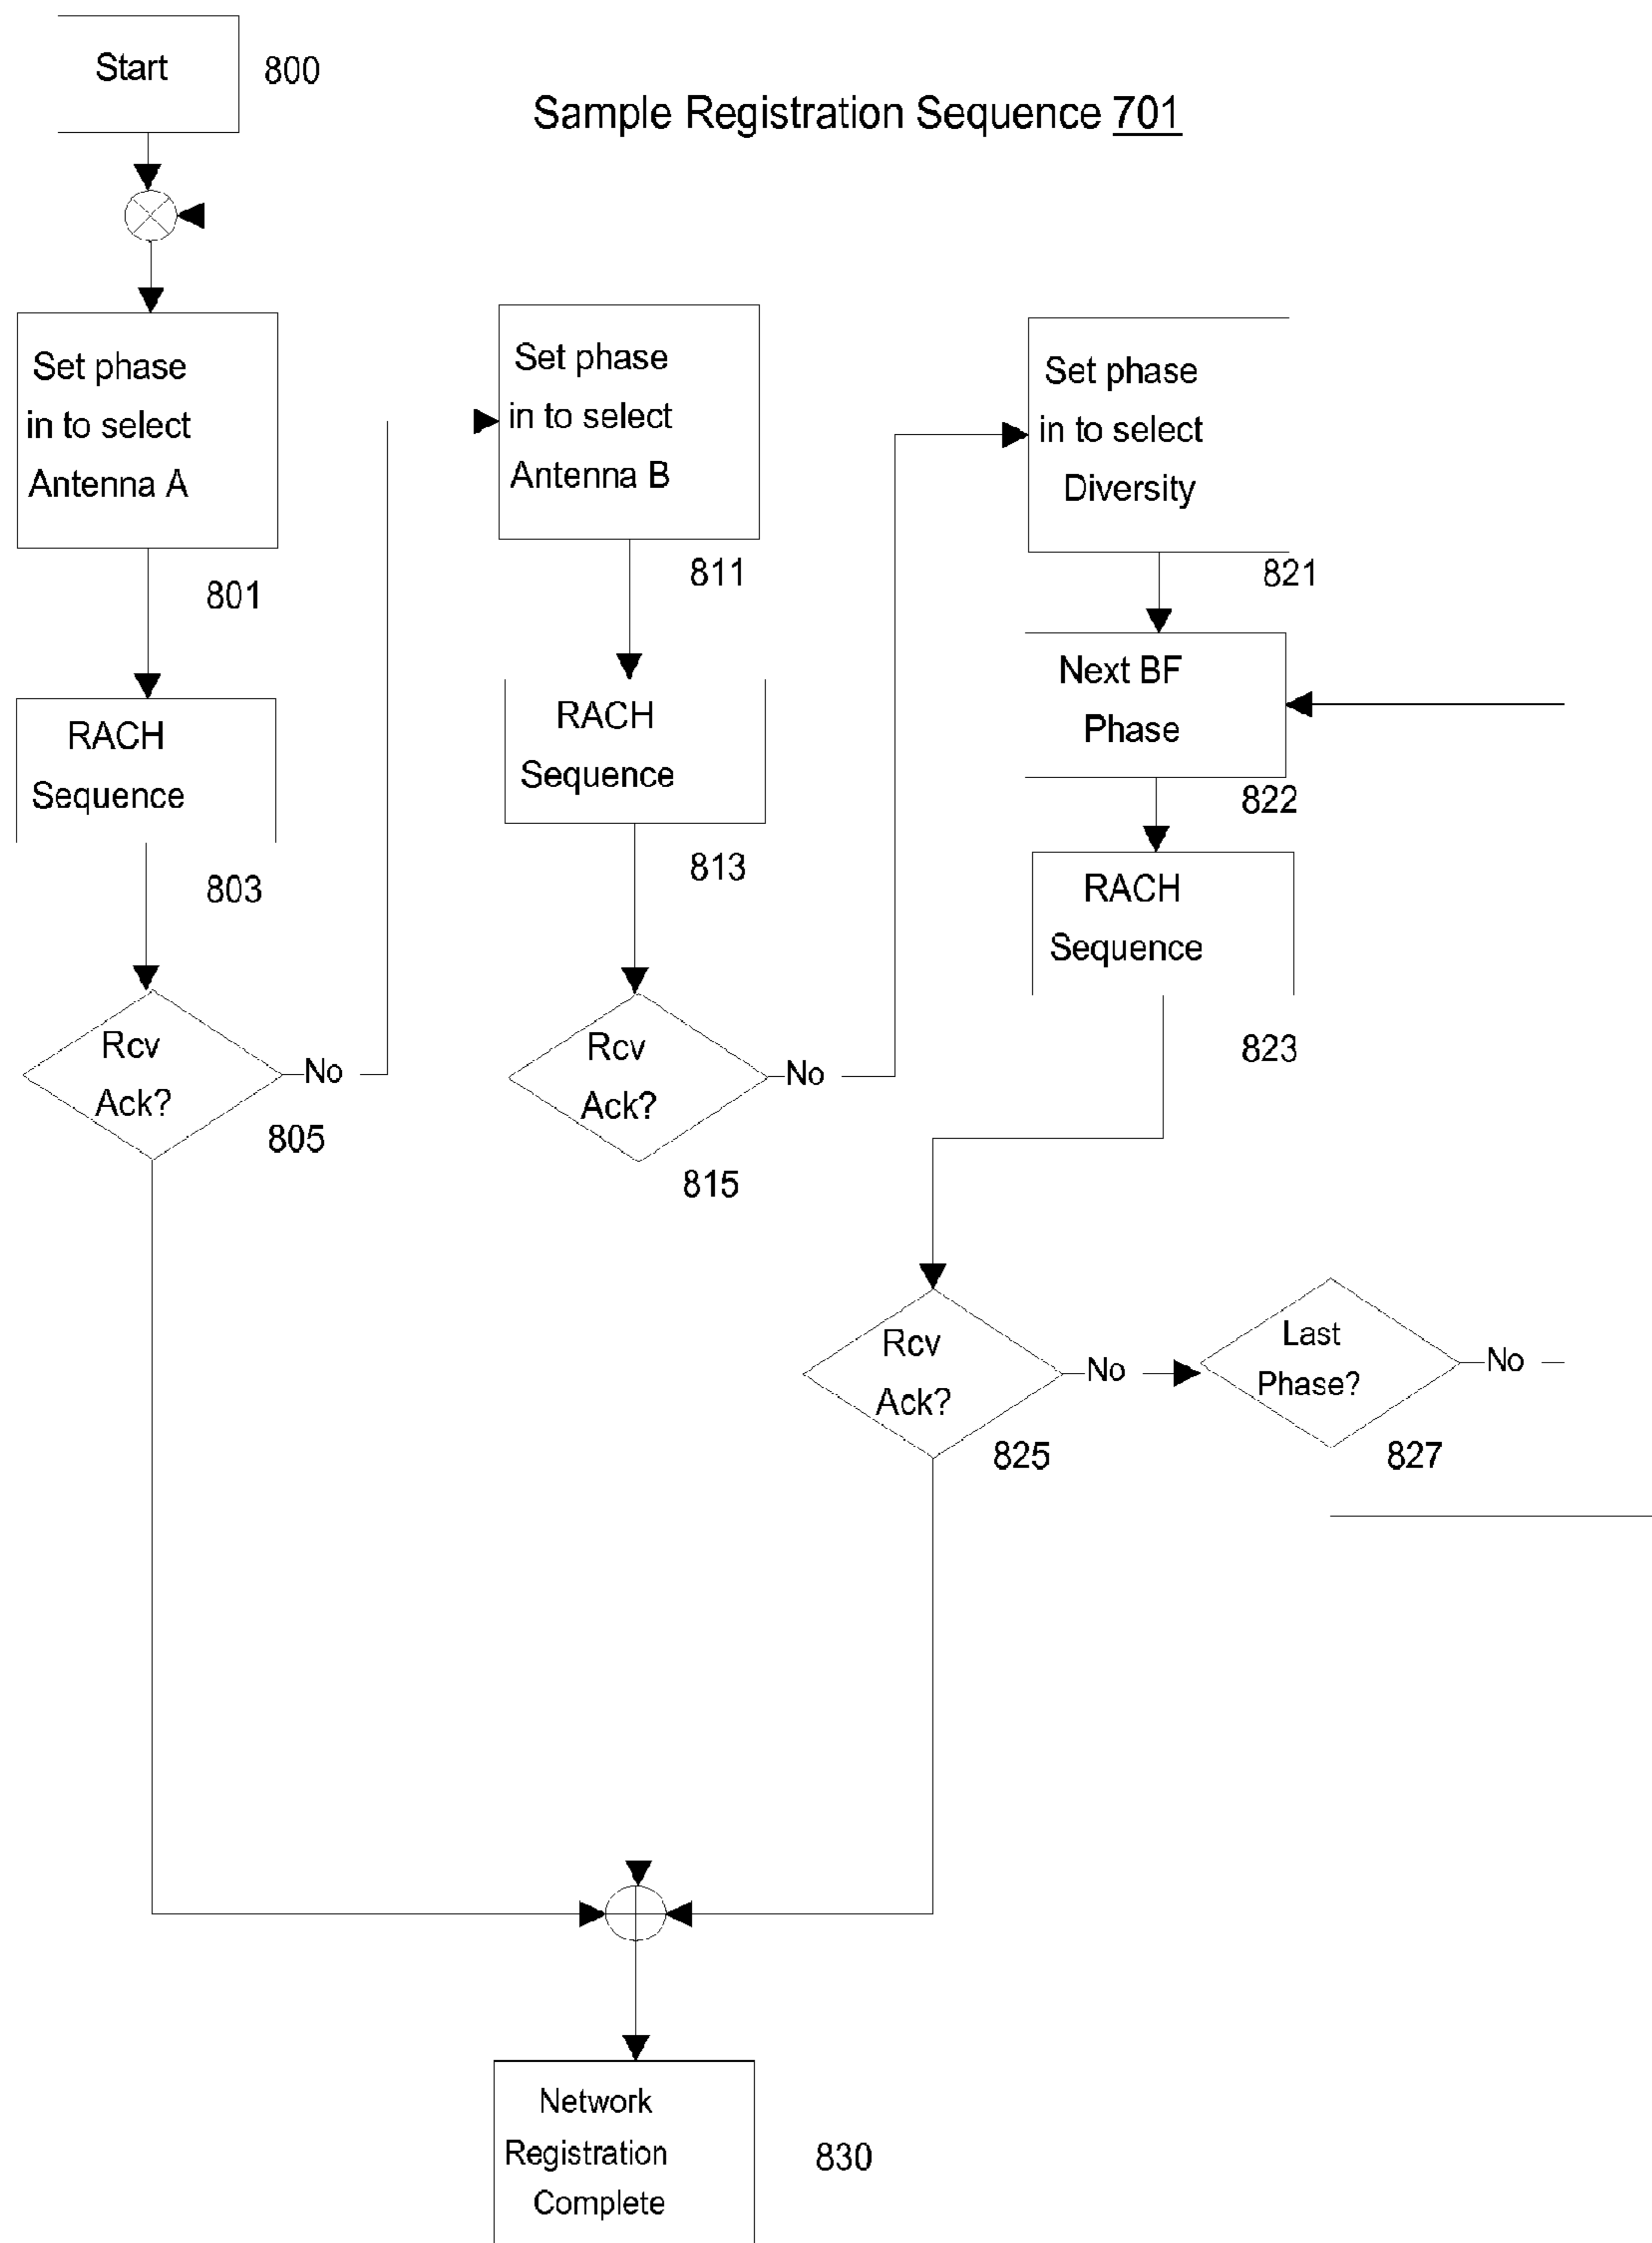 Start
800
Sample Registration Sequence 701
Set phase
in to select
Antenna A
801
RACH
Sequence
803
Rcv
Ack?
No
805
Set phase
in to select
Antenna B
811
RACH
Sequence
813
Rcv
Ack?
No
815
Set phase
in to select
Diversity
821
Next BF
Phase
822
RACH
Sequence
823
Rcv
Ack?
No
825
Last
Phase?
No
827
Network
Registration
Complete
830